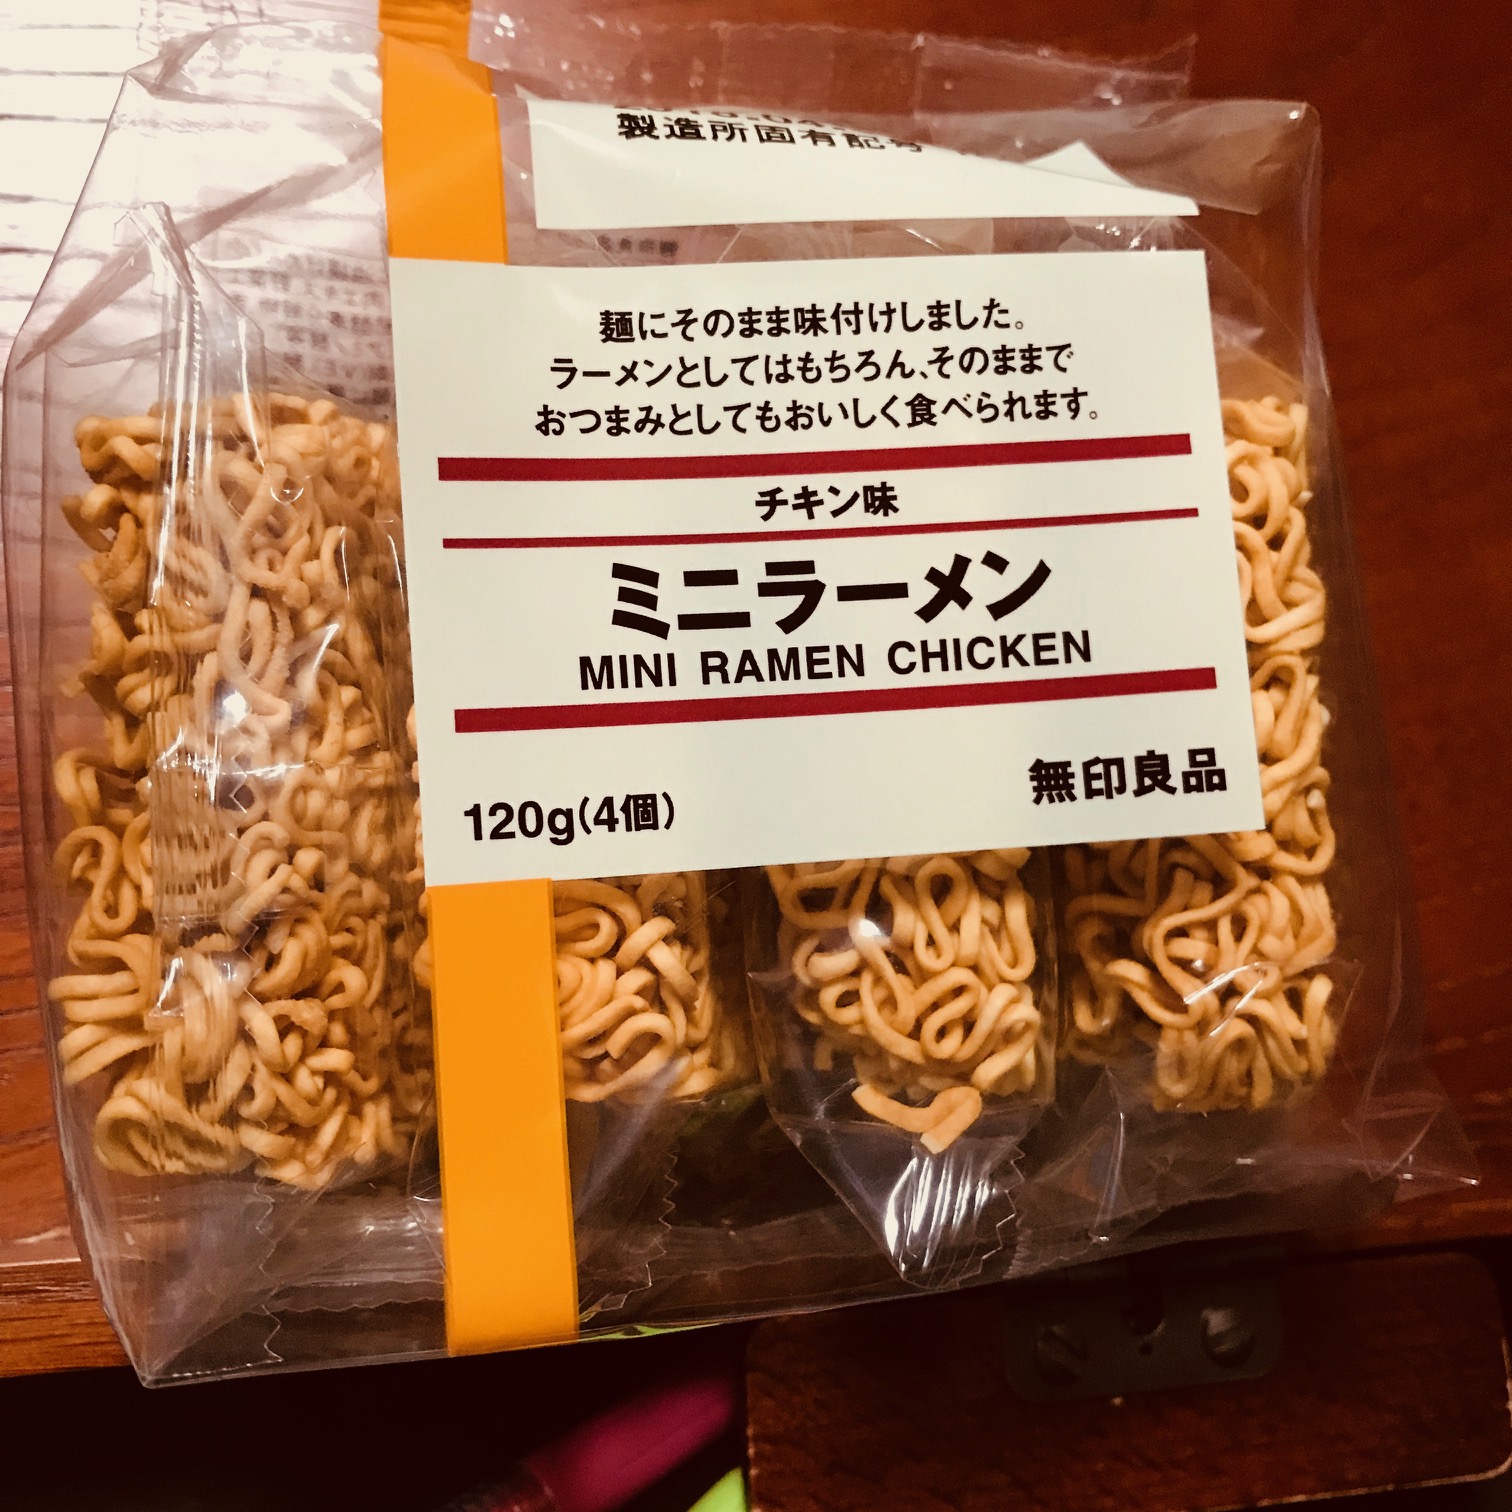 製造所固有記号
麺にそのまま味付けしました。
ラーメンとしてはもちろん、そのままで
おつまみとしてもおいしく食べられます。
チキン味
ミニラーメン
MINI RAMEN CHICKEN
120g(4個)
無印良品